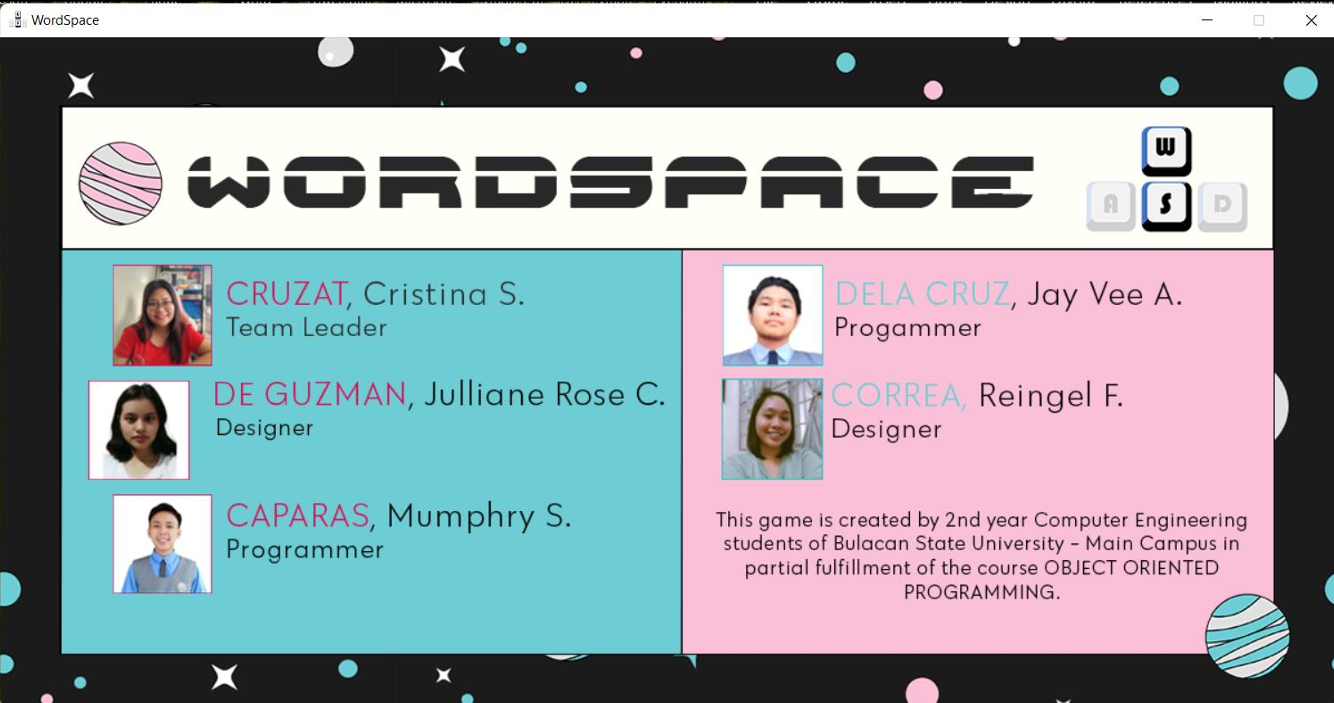 WordSpace
WORDSPACE
W
A S D
CRUZAT, Cristina S.
Team Leader
DE GUZMAN, Julliane Rose C.
Designer
CAPARAS, Mumphry S.
Programmer
DELA CRUZ, Jay Vee A.
Progammer
CORREA, Reingel F.
Designer
This game is created by 2nd year Computer Engineering
students of Bulacan State University - Main Campus in
partial fulfillment of the course OBJECT ORIENTED
PROGRAMMING.